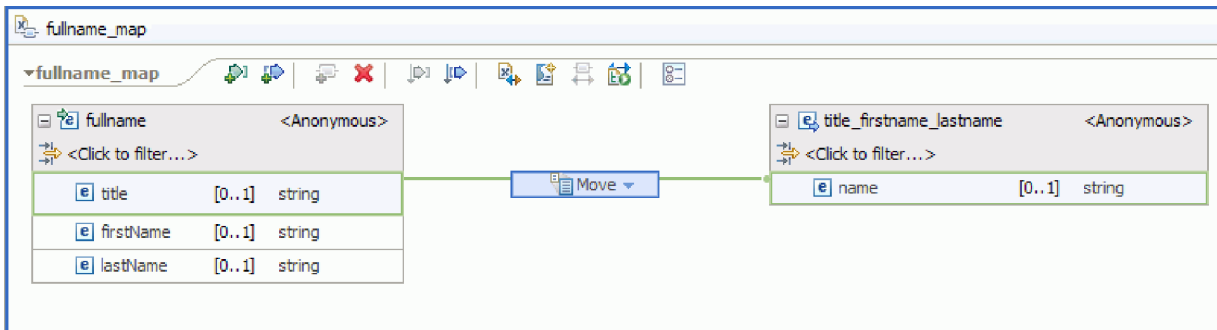 fullname_map
fullname_map
fullname <Anonymous>
<Click to filter...>
title [0..1] string
firstName [0..1] string
lastName [0..1] string
Move
title_firstname_lastname <Anonymous>
<Click to filter...>
name [0..1] string